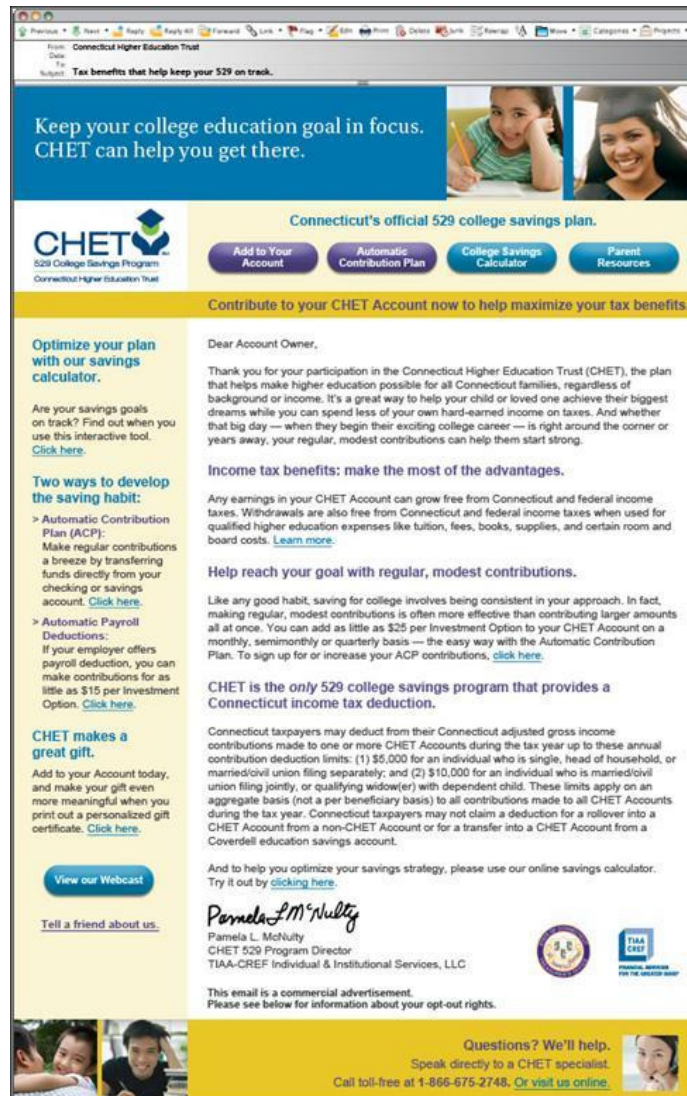 Previous
Next
Reply
Reply All
Forward
Link
Flag
Edit
Print
Delete
Junk
Rewrap
Move
Categories
Projects
From: Connecticut Higher Education Trust
Date:
To:
Subject: Tax benefits that help keep your 529 on track.
Keep your college education goal in focus.
CHET can help you get there.
CHET
529 College Savings Program
Connecticut Higher Education Trust
Connecticut's official 529 college savings plan.
Add to Your
Account
Automatic
Contribution Plan
College Savings
Calculator
Parent
Resources
Contribute to your CHET Account now to help maximize your tax benefits
Optimize your plan
with our savings
calculator.
Are your savings goals
on track? Find out when you
use this interactive tool.
Click here.
Two ways to develop
the saving habit:
> Automatic Contribution
Plan (ACP):
Make regular contributions
a breeze by transferring
funds directly from your
checking or savings
account. Click here.
> Automatic Payroll
Deductions:
If your employer offers
payroll deduction, you can
make contributions for as
little as $15 per Investment
Option. Click here.
CHET makes a
great gift.
Add to your Account today,
and make your gift even
more meaningful when you
print out a personalized gift
certificate. Click here.
View our Webcast
Tell a friend about us.
Dear Account Owner,
Thank you for your participation in the Connecticut Higher Education Trust (CHET), the plan
that helps make higher education possible for all Connecticut families, regardless of
background or income. It's a great way to help your child or loved one achieve their biggest
dreams while you can spend less of your own hard-earned income on taxes. And whether
that big day — when they begin their exciting college career — is right around the corner or
years away, your regular, modest contributions can help them start strong.
Income tax benefits: make the most of the advantages.
Any earnings in your CHET Account can grow free from Connecticut and federal income
taxes. Withdrawals are also free from Connecticut and federal income taxes when used for
qualified higher education expenses like tuition, fees, books, supplies, and certain room and
board costs. Learn more.
Help reach your goal with regular, modest contributions.
Like any good habit, saving for college involves being consistent in your approach. In fact,
making regular, modest contributions is often more effective than contributing larger amounts
all at once. You can add as little as $25 per Investment Option to your CHET Account on a
monthly, semimonthly or quarterly basis — the easy way with the Automatic Contribution
Plan. To sign up for or increase your ACP contributions, click here.
CHET is the only 529 college savings program that provides a
Connecticut income tax deduction.
Connecticut taxpayers may deduct from their Connecticut adjusted gross income
contributions made to one or more CHET Accounts during the tax year up to these annual
contribution deduction limits: (1) $5,000 for an individual who is single, head of household, or
married/civil union filing separately; and (2) $10,000 for an individual who is married/civil
union filing jointly, or qualifying widow(er) with dependent child. These limits apply on an
aggregate basis (not a per beneficiary basis) to all contributions made to all CHET Accounts
during the tax year. Connecticut taxpayers may not claim a deduction for a rollover into a
CHET Account from a non-CHET Account or for a transfer into a CHET Account from a
Coverdell education savings account.
And to help you optimize your savings strategy, please use our online savings calculator.
Try it out by clicking here.
Pamela L McNulty
Pamela L. McNulty
CHET 529 Program Director
TIAA-CREF Individual & Institutional Services, LLC
TIAA
CREF
FINANCIAL SERVICES
FOR THE GREATER GOOD
This email is a commercial advertisement.
Please see below for information about your opt-out rights.
Questions? We'll help.
Speak directly to a CHET specialist.
Call toll-free at 1-866-675-2748. Or visit us online.